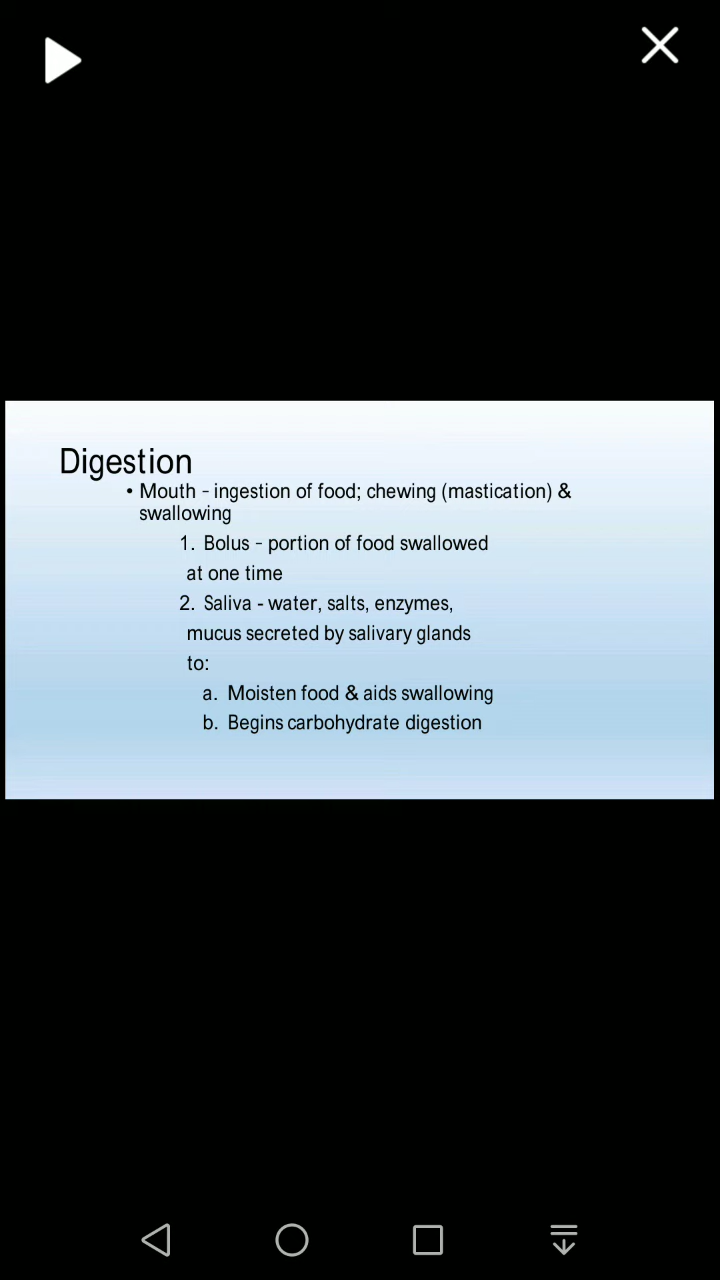 Digestion
• Mouth - ingestion of food; chewing (mastication) &
swallowing
1. Bolus - portion of food swallowed
at one time
2. Saliva - water, salts, enzymes,
mucus secreted by salivary glands
to:
a. Moisten food & aids swallowing
b. Begins carbohydrate digestion